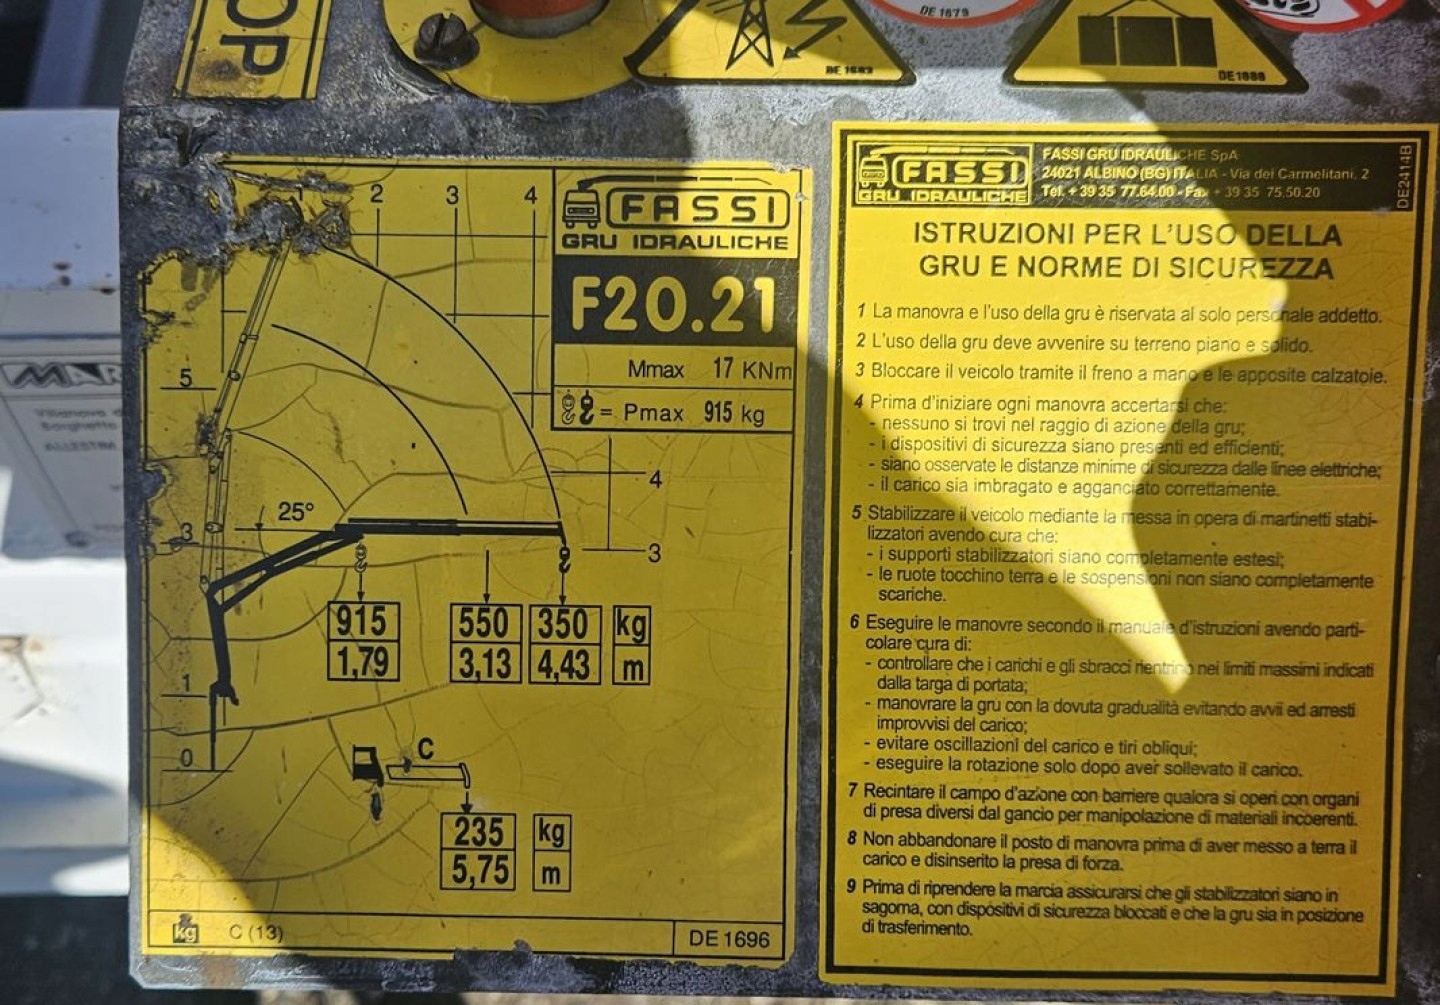 OP
DE 1683
DE 1679
DE 1686
2
3
4
FASSI
GRU IDRAULICHE
F20.21
Mmax 17 KNm
= Pmax 915 kg
5
4
25°
3
3
915
1,79
550
3,13
350
4,43
kg
m
1
0
C
235
5,75
kg
m
kg
C (13)
DE 1696
FASSI
GRU IDRAULICHE
FASSI GRU IDRAULICHE SpA
24021 ALBINO (BG) ITALIA - Via dei Carmelitani, 2
Tel. + 39 35 77.64.00 - Fax + 39 35 75.50.20
DE2414B
ISTRUZIONI PER L'USO DELLA
GRU E NORME DI SICUREZZA
1 La manovra e l'uso della gru è riservata al solo personale addetto.
2 L'uso della gru deve avvenire su terreno piano e solido.
3 Bloccare il veicolo tramite il freno a mano e le apposite calzatoie.
4 Prima d'iniziare ogni manovra accertarsi che:
- nessuno si trovi nel raggio di azione della gru;
- i dispositivi di sicurezza siano presenti ed efficienti;
- siano osservate le distanze minime di sicurezza dalle linee elettriche;
- il carico sia imbragato e agganciato correttamente.
5 Stabilizzare il veicolo mediante la messa in opera di martinetti stabi-
lizzatori avendo cura che:
- i supporti stabilizzatori siano completamente estesi;
- le ruote tocchino terra e le sospensioni non siano completamente
scariche.
6 Eseguire le manovre secondo il manuale d'istruzioni avendo parti-
colare cura di:
- controllare che i carichi e gli sbracci rientrino nei limiti massimi indicati
dalla targa di portata;
- manovrare la gru con la dovuta gradualità evitando avvii ed arresti
improvvisi del carico;
- evitare oscillazioni del carico e tiri obliqui;
- eseguire la rotazione solo dopo aver sollevato il carico.
7 Recintare il campo d'azione con barriere qualora si operi con organi
di presa diversi dal gancio per manipolazione di materiali incoerenti.
8 Non abbandonare il posto di manovra prima di aver messo a terra il
carico e disinserito la presa di forza.
9 Prima di riprendere la marcia assicurarsi che gli stabilizzatori siano in
sagoma, con dispositivi di sicurezza bloccati e che la gru sia in posizione
di trasferimento.
MAR
Villanova d
Borghetto
ALLESTIM